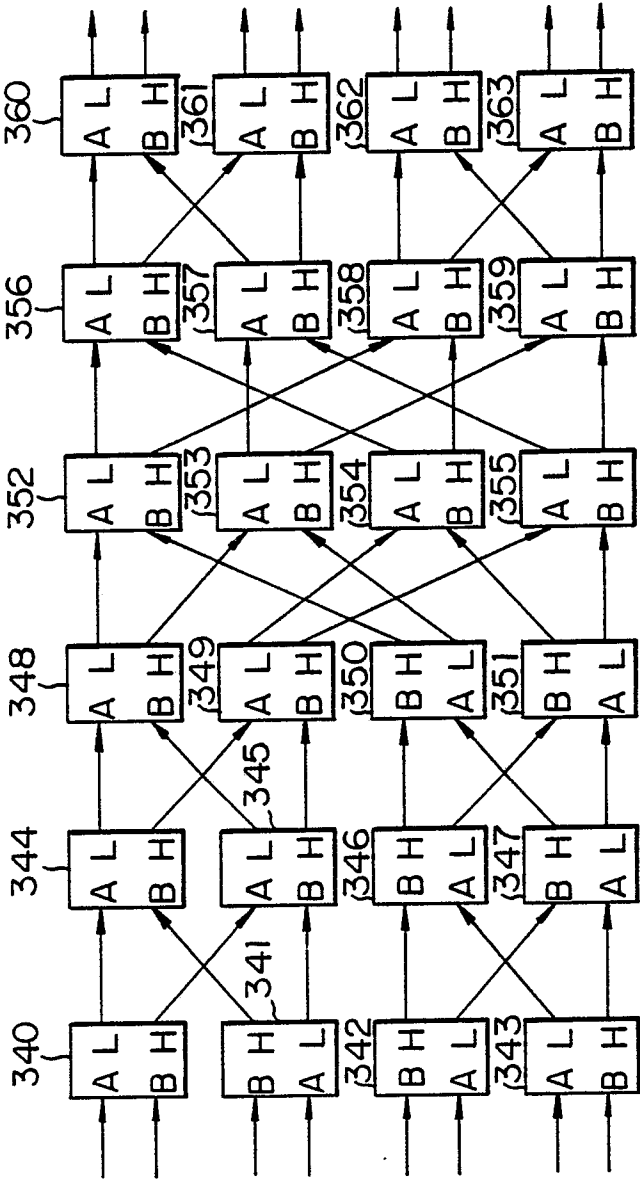 340 344 348 352 356 360
A L A L A L A L A L A L
B H B H B H B H B H B H
341 345 349 353 357 361
B H A L A L A L A L A L
A L B H B H B H B H B H
342 346 350 354 358 362
B H B H B H A L A L A L
A L A L A L B H B H B H
343 347 351 355 359 363
A L B H B H A L A L A L
B H A L A L B H B H B H